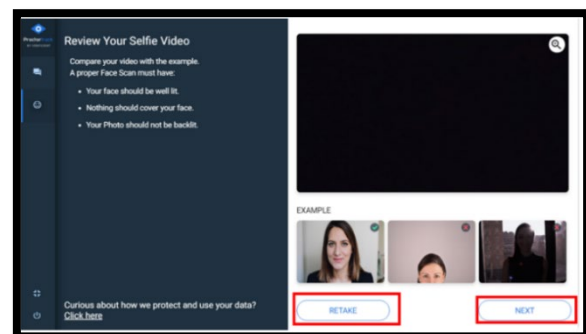 Proctortrack
Review Your Selfie Video
Compare your video with the example.
A proper Face Scan must have:
• Your face should be well lit.
• Nothing should cover your face.
• Your Photo should not be backlit.
EXAMPLE
Curious about how we protect and use your data?
Click here
RETAKE
NEXT